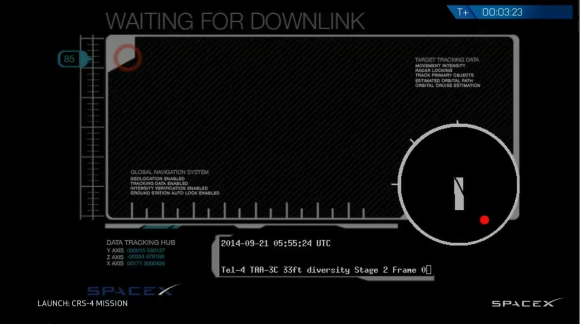 WAITING FOR DOWNLINK
T+ 00:03:23
85
TARGET TRACKING DATA
MOVEMENT INTENSITY
RADAR LOCKING
TRACK PRIMARY OBJECTS
ESTIMATED ORBITAL PATH
ORBITAL CRUISE ESTIMATION
GLOBAL NAVIGATION SYSTEM
GEOLOCATION ENABLED
TRACKING DATA ENABLED
INTENSITY VERIFICATION ENABLED
GROUND STATION AUTO LOCK ENABLED
N
DATA TRACKING HUB
Y AXIS
Z AXIS
X AXIS
2014-09-21 05:55:24 UTC
Tel-4 TAA-3C 33ft diversity Stage 2 Frame 0
SPACEX
LAUNCH: CRS-4 MISSION
SPACEX